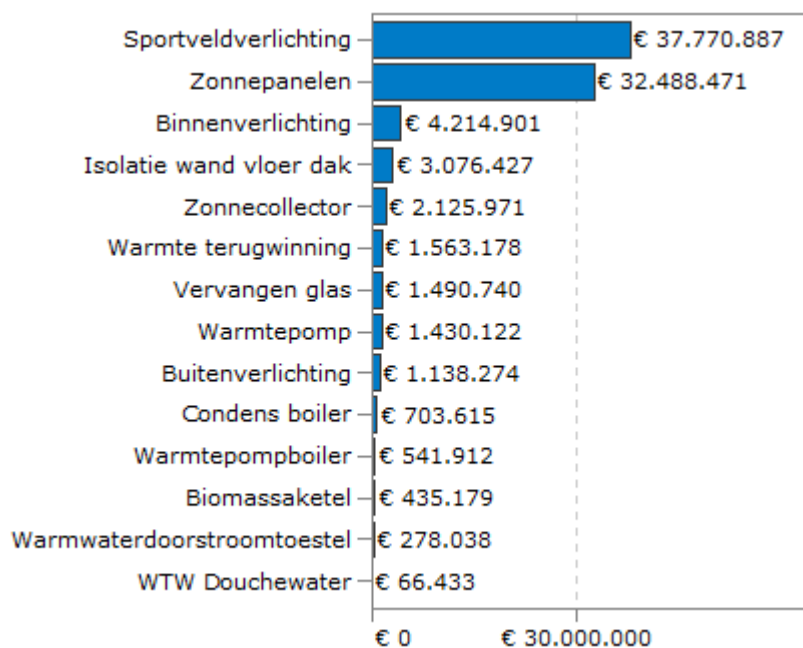 Sportveldverlichting € 37.770.887
Zonnepanelen € 32.488.471
Binnenverlichting € 4.214.901
Isolatie wand vloer dak € 3.076.427
Zonnecollector € 2.125.971
Warmte terugwinning € 1.563.178
Vervangen glas € 1.490.740
Warmtepomp € 1.430.122
Buitenverlichting € 1.138.274
Condens boiler € 703.615
Warmtepompboiler € 541.912
Biomassaketel € 435.179
Warmwaterdoorstroomtoestel € 278.038
WTW Douchewater € 66.433
€ 0 € 30.000.000